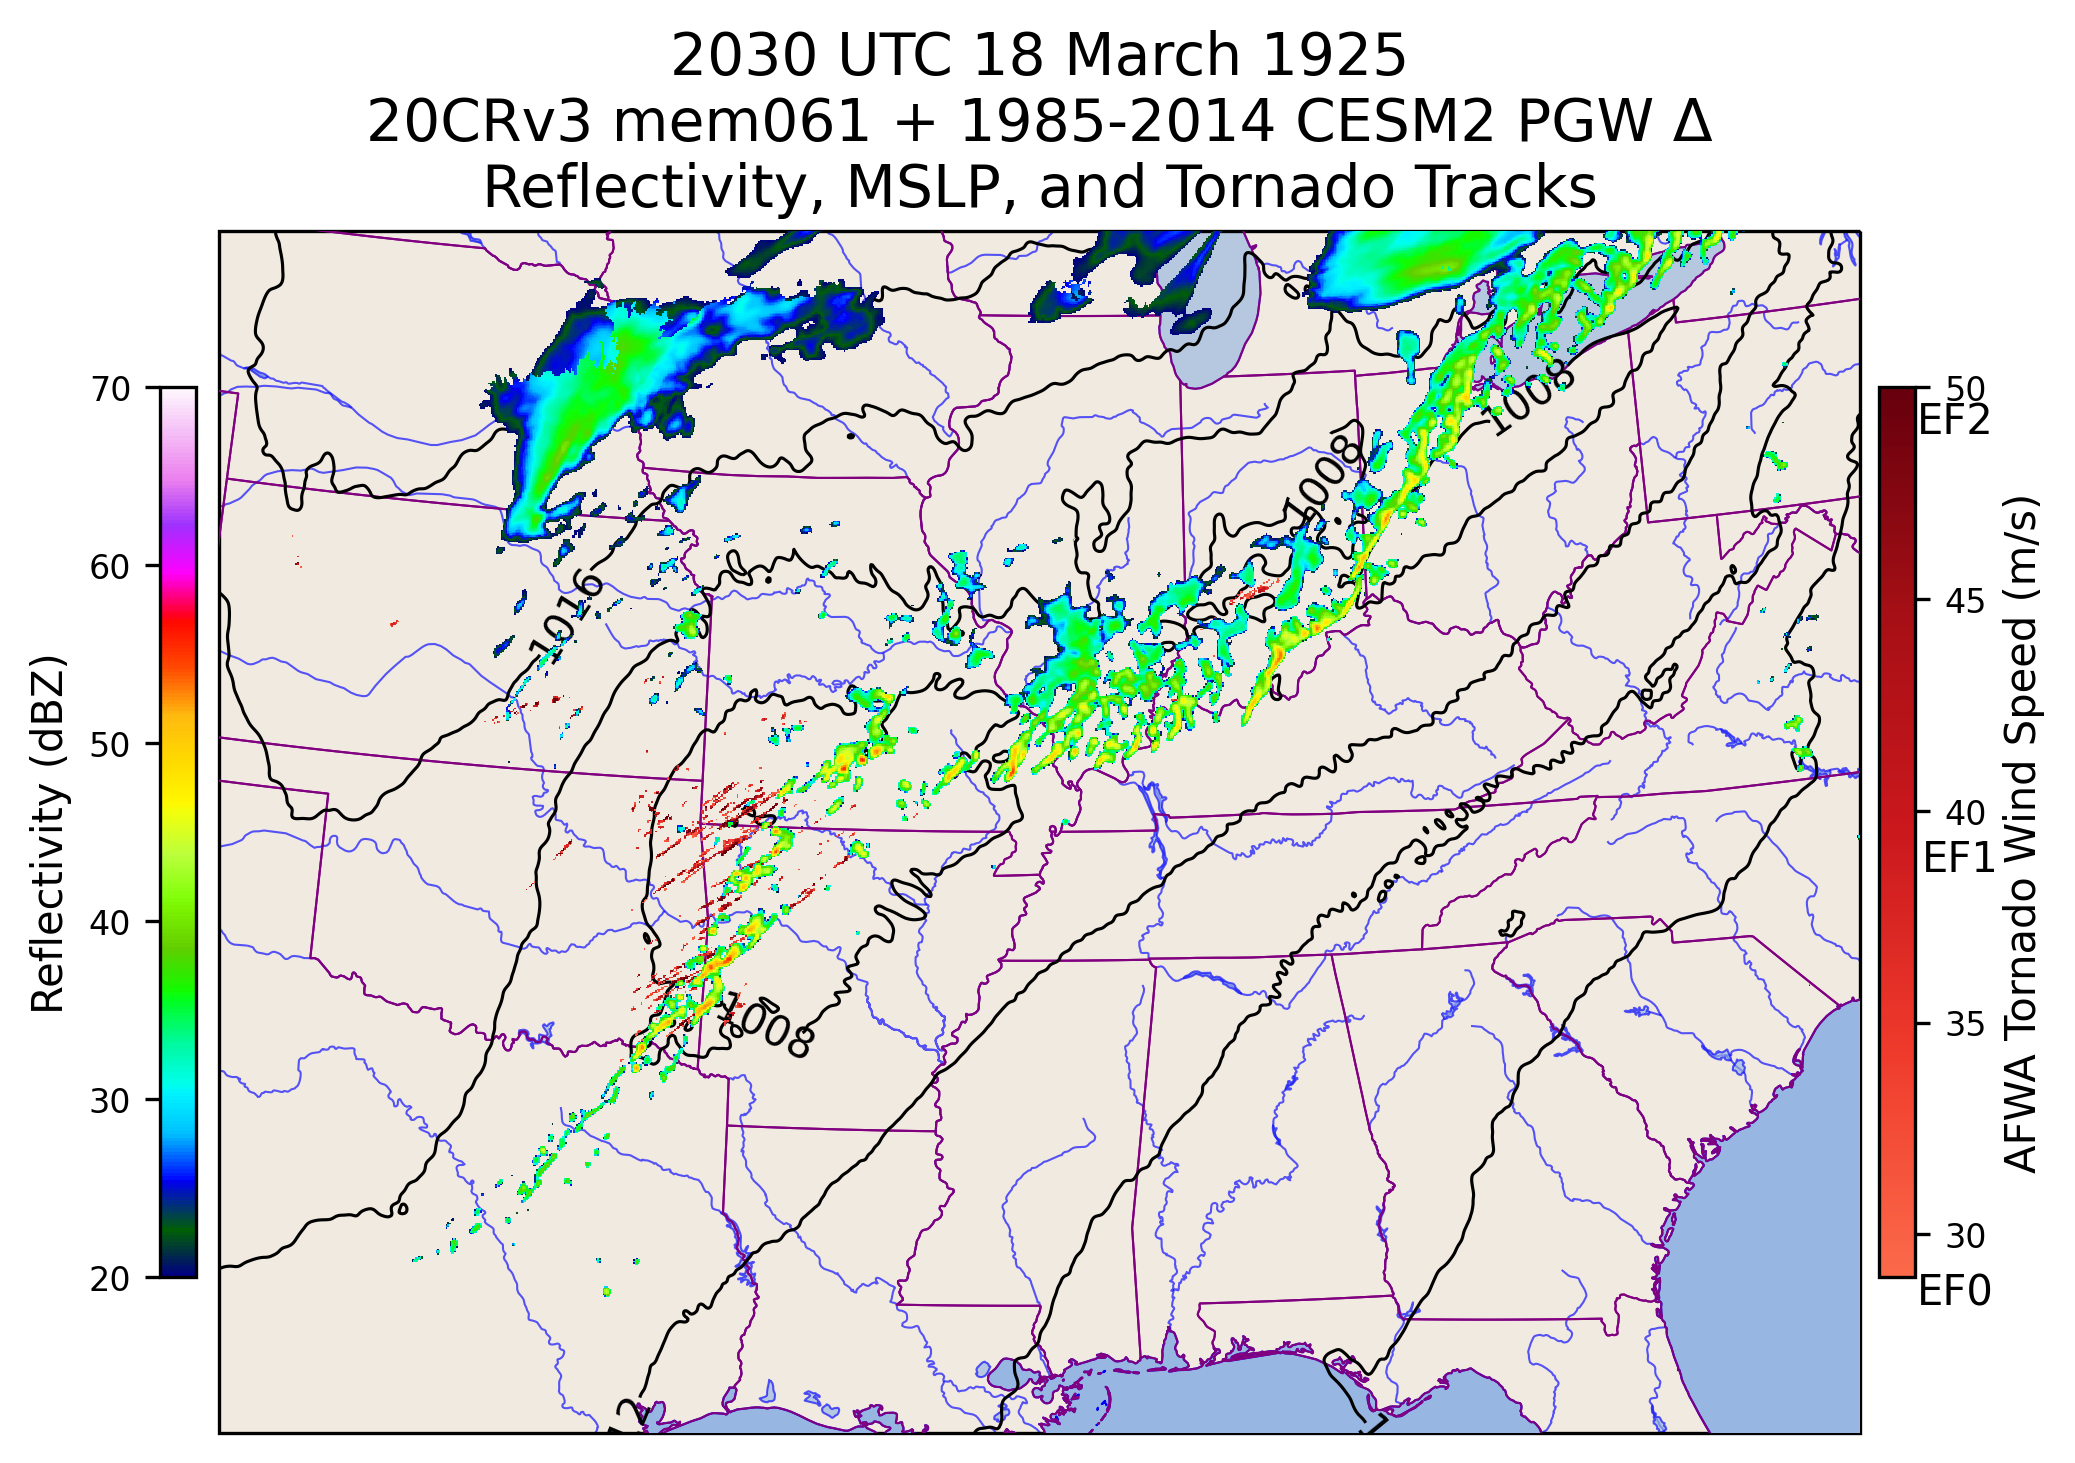 2030 UTC 18 March 1925
20CRv3 mem061 + 1985-2014 CESM2 PGW Δ
Reflectivity, MSLP, and Tornado Tracks
Reflectivity (dBZ)
70
60
50
40
30
20
1008
1008
1016
1008
50
EF2
45
40
EF1
35
30
EF0
AFWA Tornado Wind Speed (m/s)